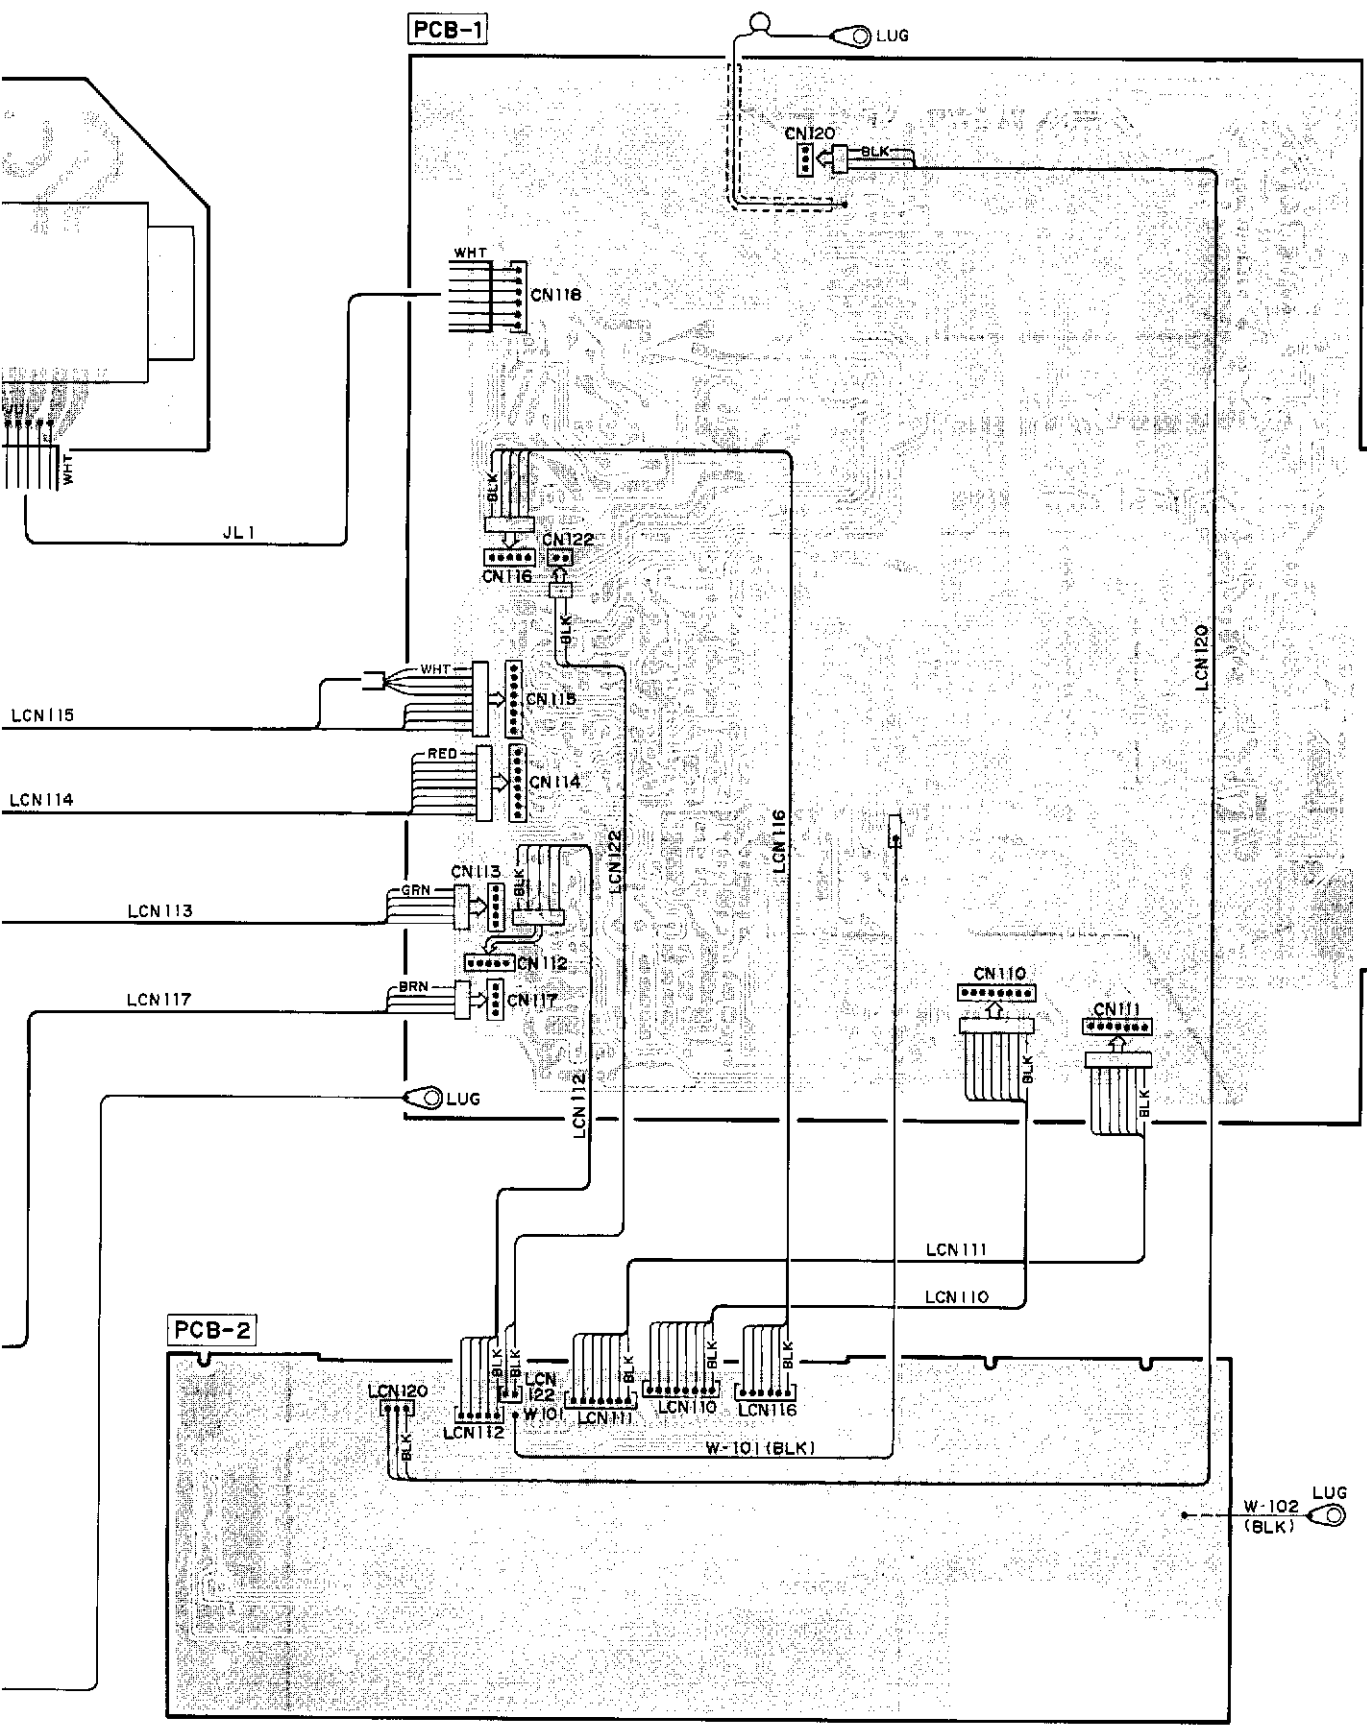 PCB-1
LUG
CN120
BLK
WHT
CN118
WHT
JL1
BLK
CN122
CN116
BLK
LCN120
WHT
LCN115
CN115
RED
CN114
LCN114
LCN122
LCN116
CN113
BLK
GRN
LCN113
CN112
CN110
BRN
LCN117
CN117
CN111
BLK
BLK
LUG
LCN112
LCN111
LCN110
PCB-2
BLK
BLK
BLK
BLK
BLK
LCN
122
LCN120
LCN110
LCN116
W-101
LCN111
LCN112
BLK
W-101(BLK)
LUG
W-102
(BLK)